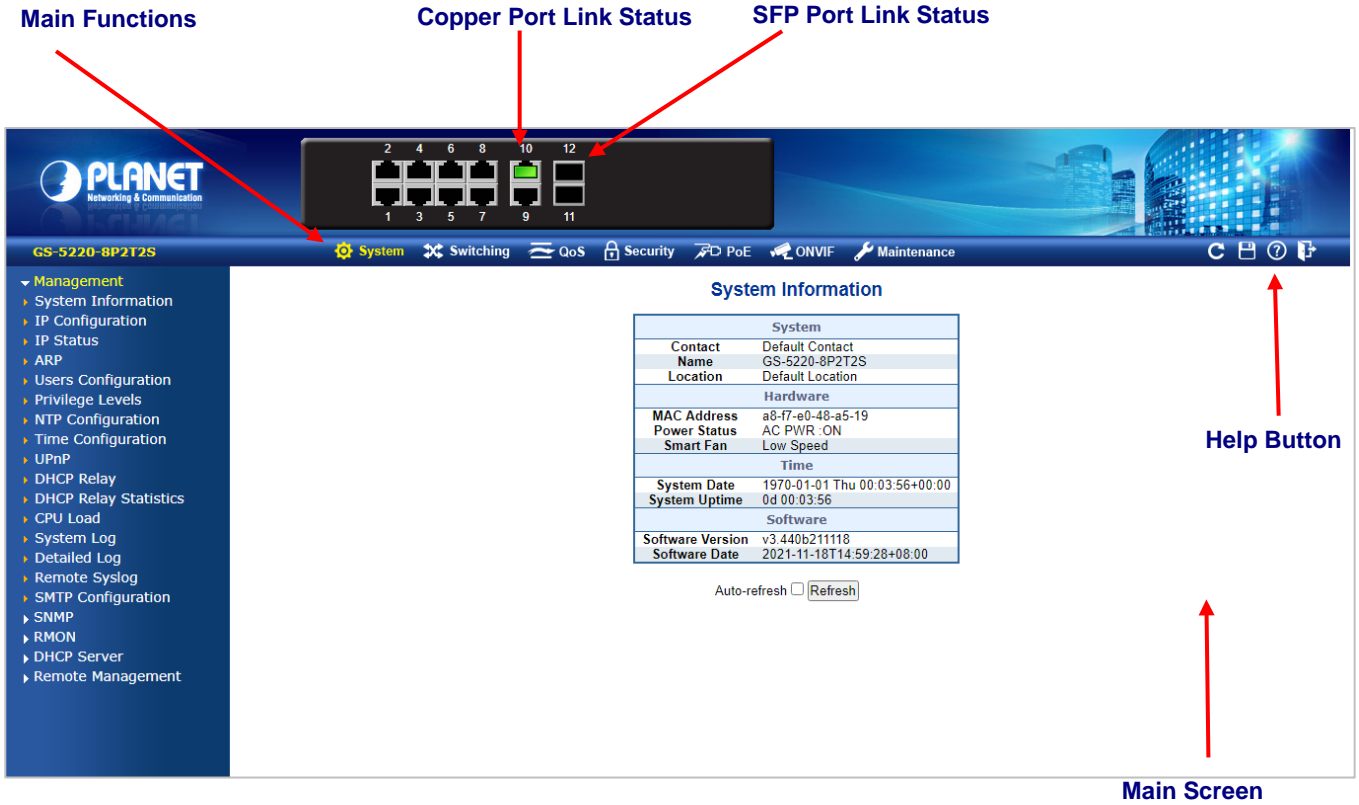 Main Functions
Copper Port Link Status
SFP Port Link Status
PLANET
Networking & Communication
2 4 6 8 10 12
1 3 5 7 9 11
GS-5220-8P2T2S
System Switching QoS Security PoE ONVIF Maintenance
Management
System Information
IP Configuration
IP Status
ARP
Users Configuration
Privilege Levels
NTP Configuration
Time Configuration
UPnP
DHCP Relay
DHCP Relay Statistics
CPU Load
System Log
Detailed Log
Remote Syslog
SMTP Configuration
SNMP
RMON
DHCP Server
Remote Management
System Information
System
Contact Default Contact
Name GS-5220-8P2T2S
Location Default Location
Hardware
MAC Address a8-f7-e0-48-a5-19
Power Status AC PWR :ON
Smart Fan Low Speed
Time
System Date 1970-01-01 Thu 00:03:56+00:00
System Uptime 0d 00:03:56
Software
Software Version v3.440b211118
Software Date 2021-11-18T14:59:28+08:00
Auto-refresh Refresh
Help Button
Main Screen